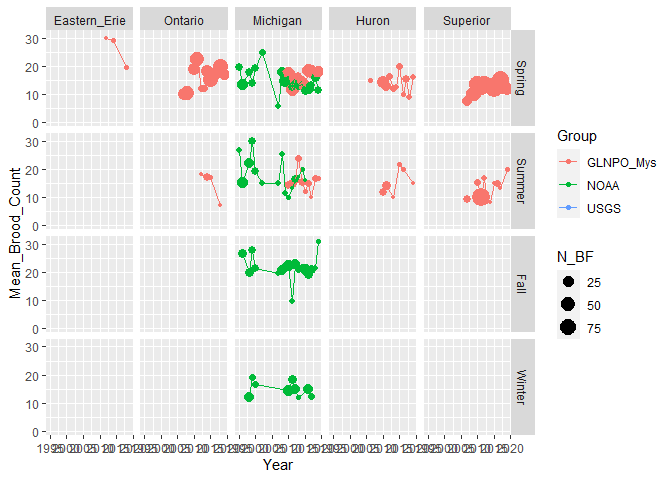 Eastern_Erie Ontario Michigan Huron Superior
30
20
10
0
Spring
30
20
10
0
Summer
30
20
10
0
Fall
30
20
10
0
Winter
Mean_Brood_Count
Year
Group
GLNPO_Mys
NOAA
USGS
N_BF
25
50
75